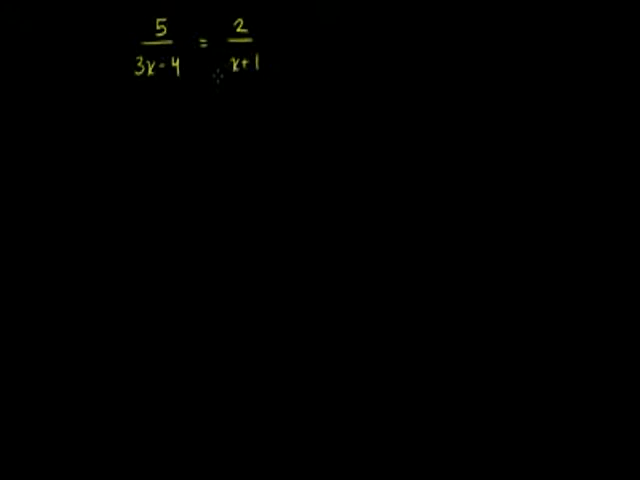 5/(3x-4) = 2/(x+1)